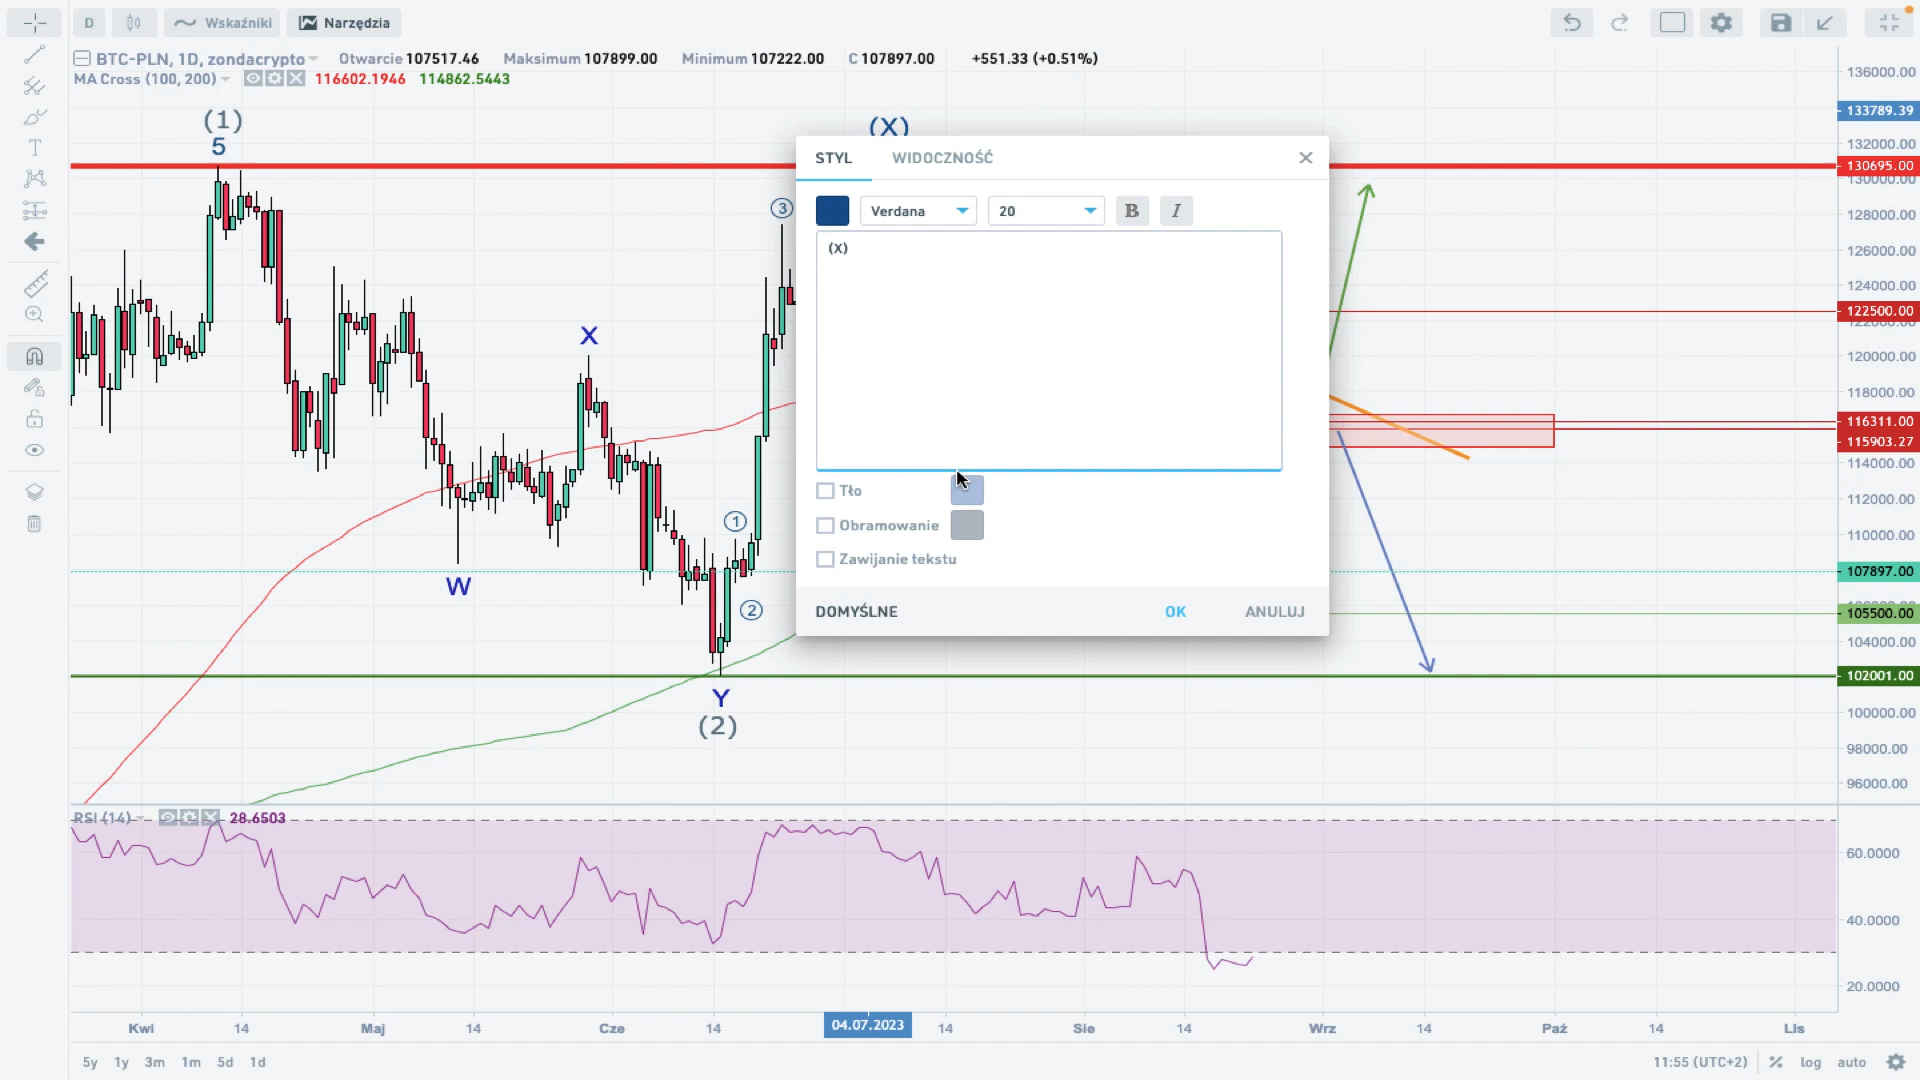 D Wskaźniki Narzędzia
BTC-PLN, 1D, zondacrypto Otwarcie 107517.46 Maksimum 107899.00 Minimum 107222.00 C 107897.00 +551.33 (+0.51%)
MA Cross (100, 200) 116602.1946 114862.5443
136000.00
133789.39
132000.00
130695.00
130000.00
128000.00
126000.00
124000.00
122500.00
122000.00
120000.00
118000.00
116311.00
115903.27
114000.00
112000.00
110000.00
107897.00
105500.00
104000.00
102001.00
100000.00
98000.00
96000.00
(1)
5
(X)
3
X
1
W
2
Y
(2)
STYL WIDOCZNOŚĆ
Verdana 20 B I
(X)
Tło
Obramowanie
Zawijanie tekstu
DOMYŚLNE OK ANULUJ
RSI (14) 28.6503
60.0000
40.0000
20.0000
Kwi 14 Maj 14 Cze 14 04.07.2023 14 Sie 14 Wrz 14 Paź 14 Lis
5y 1y 3m 1m 5d 1d 11:55 (UTC+2) % log auto